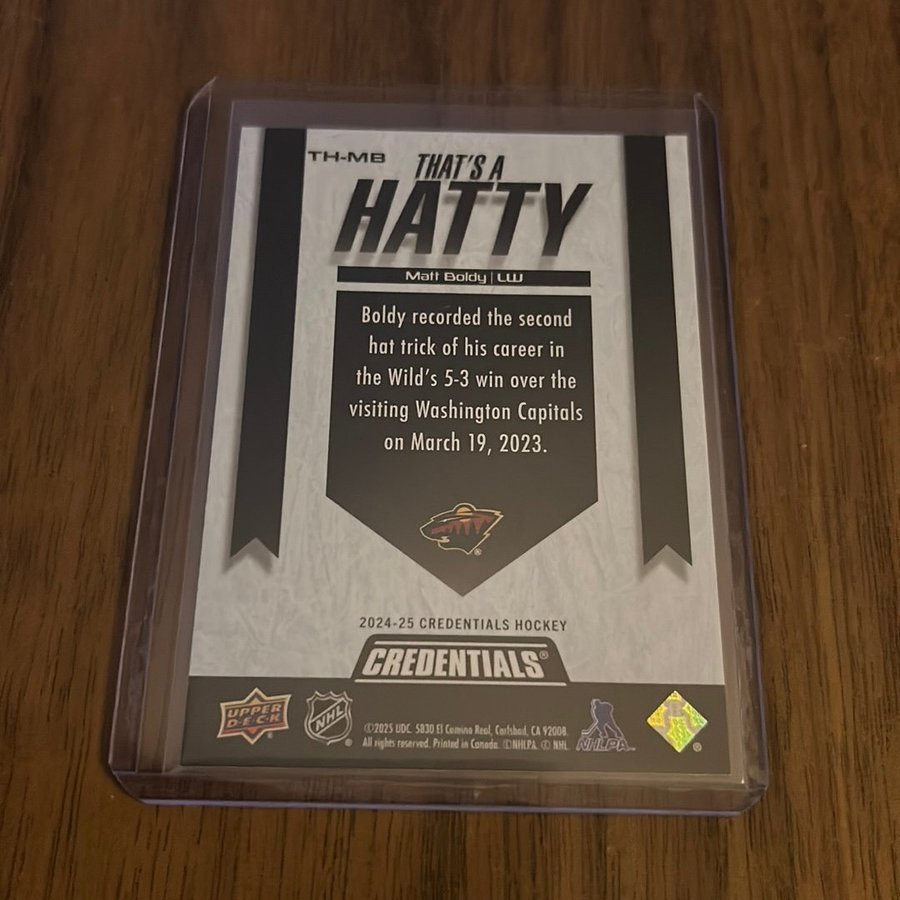 TH-MB
THAT'S A
HATTY
Matt Boldy | LW
Boldy recorded the second
hat trick of his career in
the Wild's 5-3 win over the
visiting Washington Capitals
on March 19, 2023.
2024-25 CREDENTIALS HOCKEY
CREDENTIALS®
UPPER
D·E·C·K
®
NHL
®
©2025 UDC. 5830 El Camino Real, Carlsbad, CA 92008.
All rights reserved. Printed in Canada. ©NHLPA. © NHL.
NHLPA
®